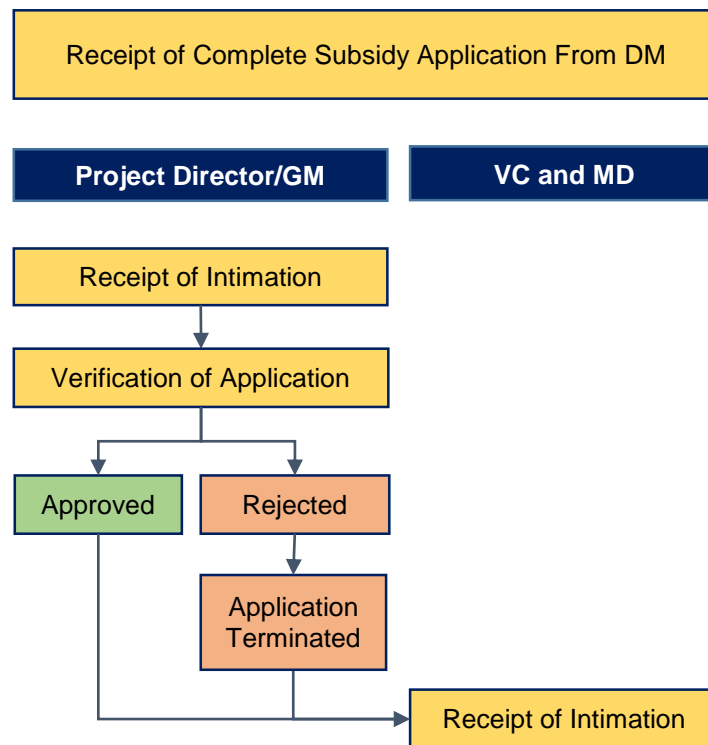 Receipt of Complete Subsidy Application From DM
Project Director/GM
VC and MD
Receipt of Intimation
Verification of Application
Approved
Rejected
Application
Terminated
Receipt of Intimation